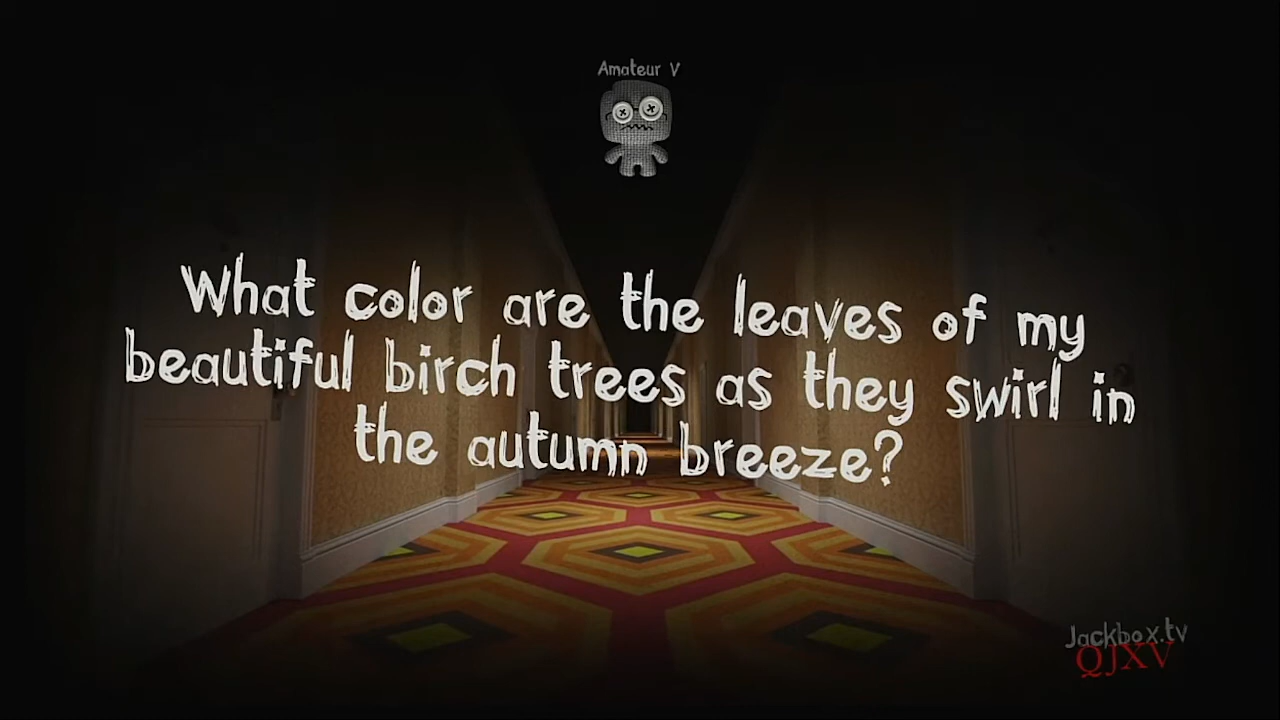 Amateur V
What color are the leaves of my
beautiful birch trees as they swirl in
the autumn breeze?
Jackbox.tv
QJXV